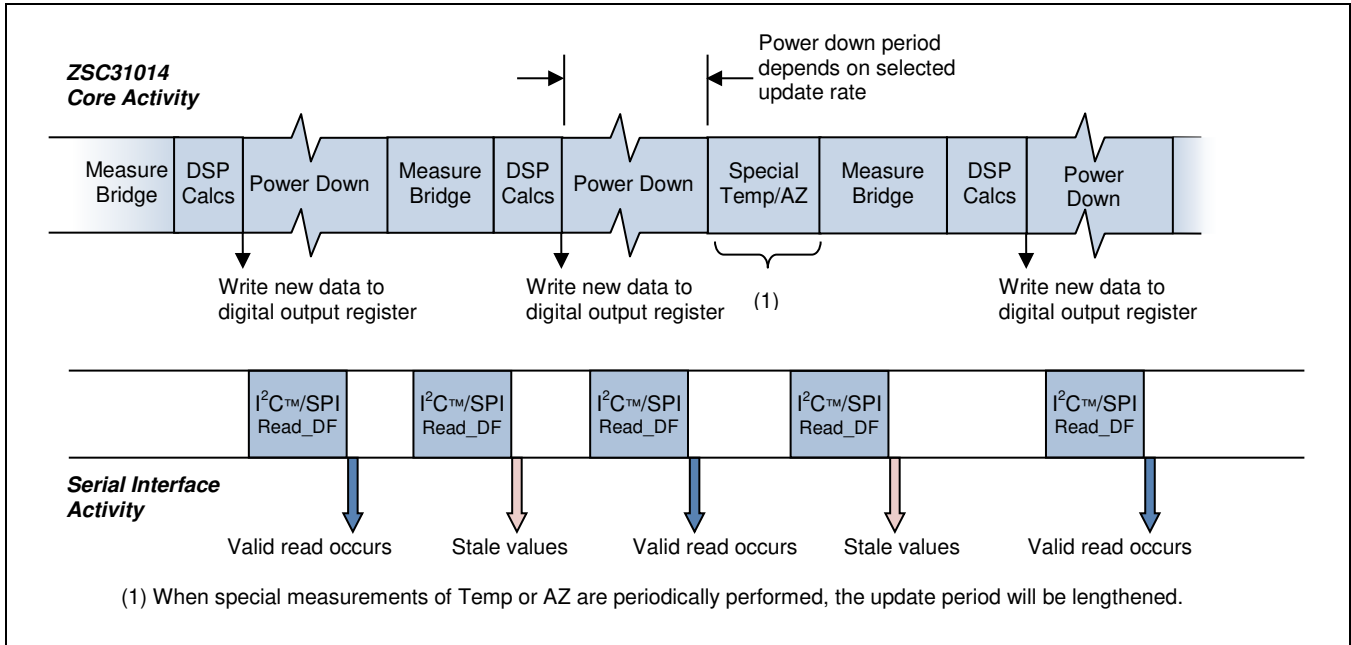 ZSC31014
Core Activity
Power down period
depends on selected
update rate
Measure
Bridge
DSP
Calcs
Power Down
Measure
Bridge
DSP
Calcs
Power Down
Special
Temp/AZ
Measure
Bridge
DSP
Calcs
Power
Down
Write new data to
digital output register
Write new data to
digital output register
(1)
Write new data to
digital output register
I²C™/SPI
Read_DF
I²C™/SPI
Read_DF
I²C™/SPI
Read_DF
I²C™/SPI
Read_DF
I²C™/SPI
Read_DF
Serial Interface
Activity
Valid read occurs
Stale values
Valid read occurs
Stale values
Valid read occurs
(1) When special measurements of Temp or AZ are periodically performed, the update period will be lengthened.